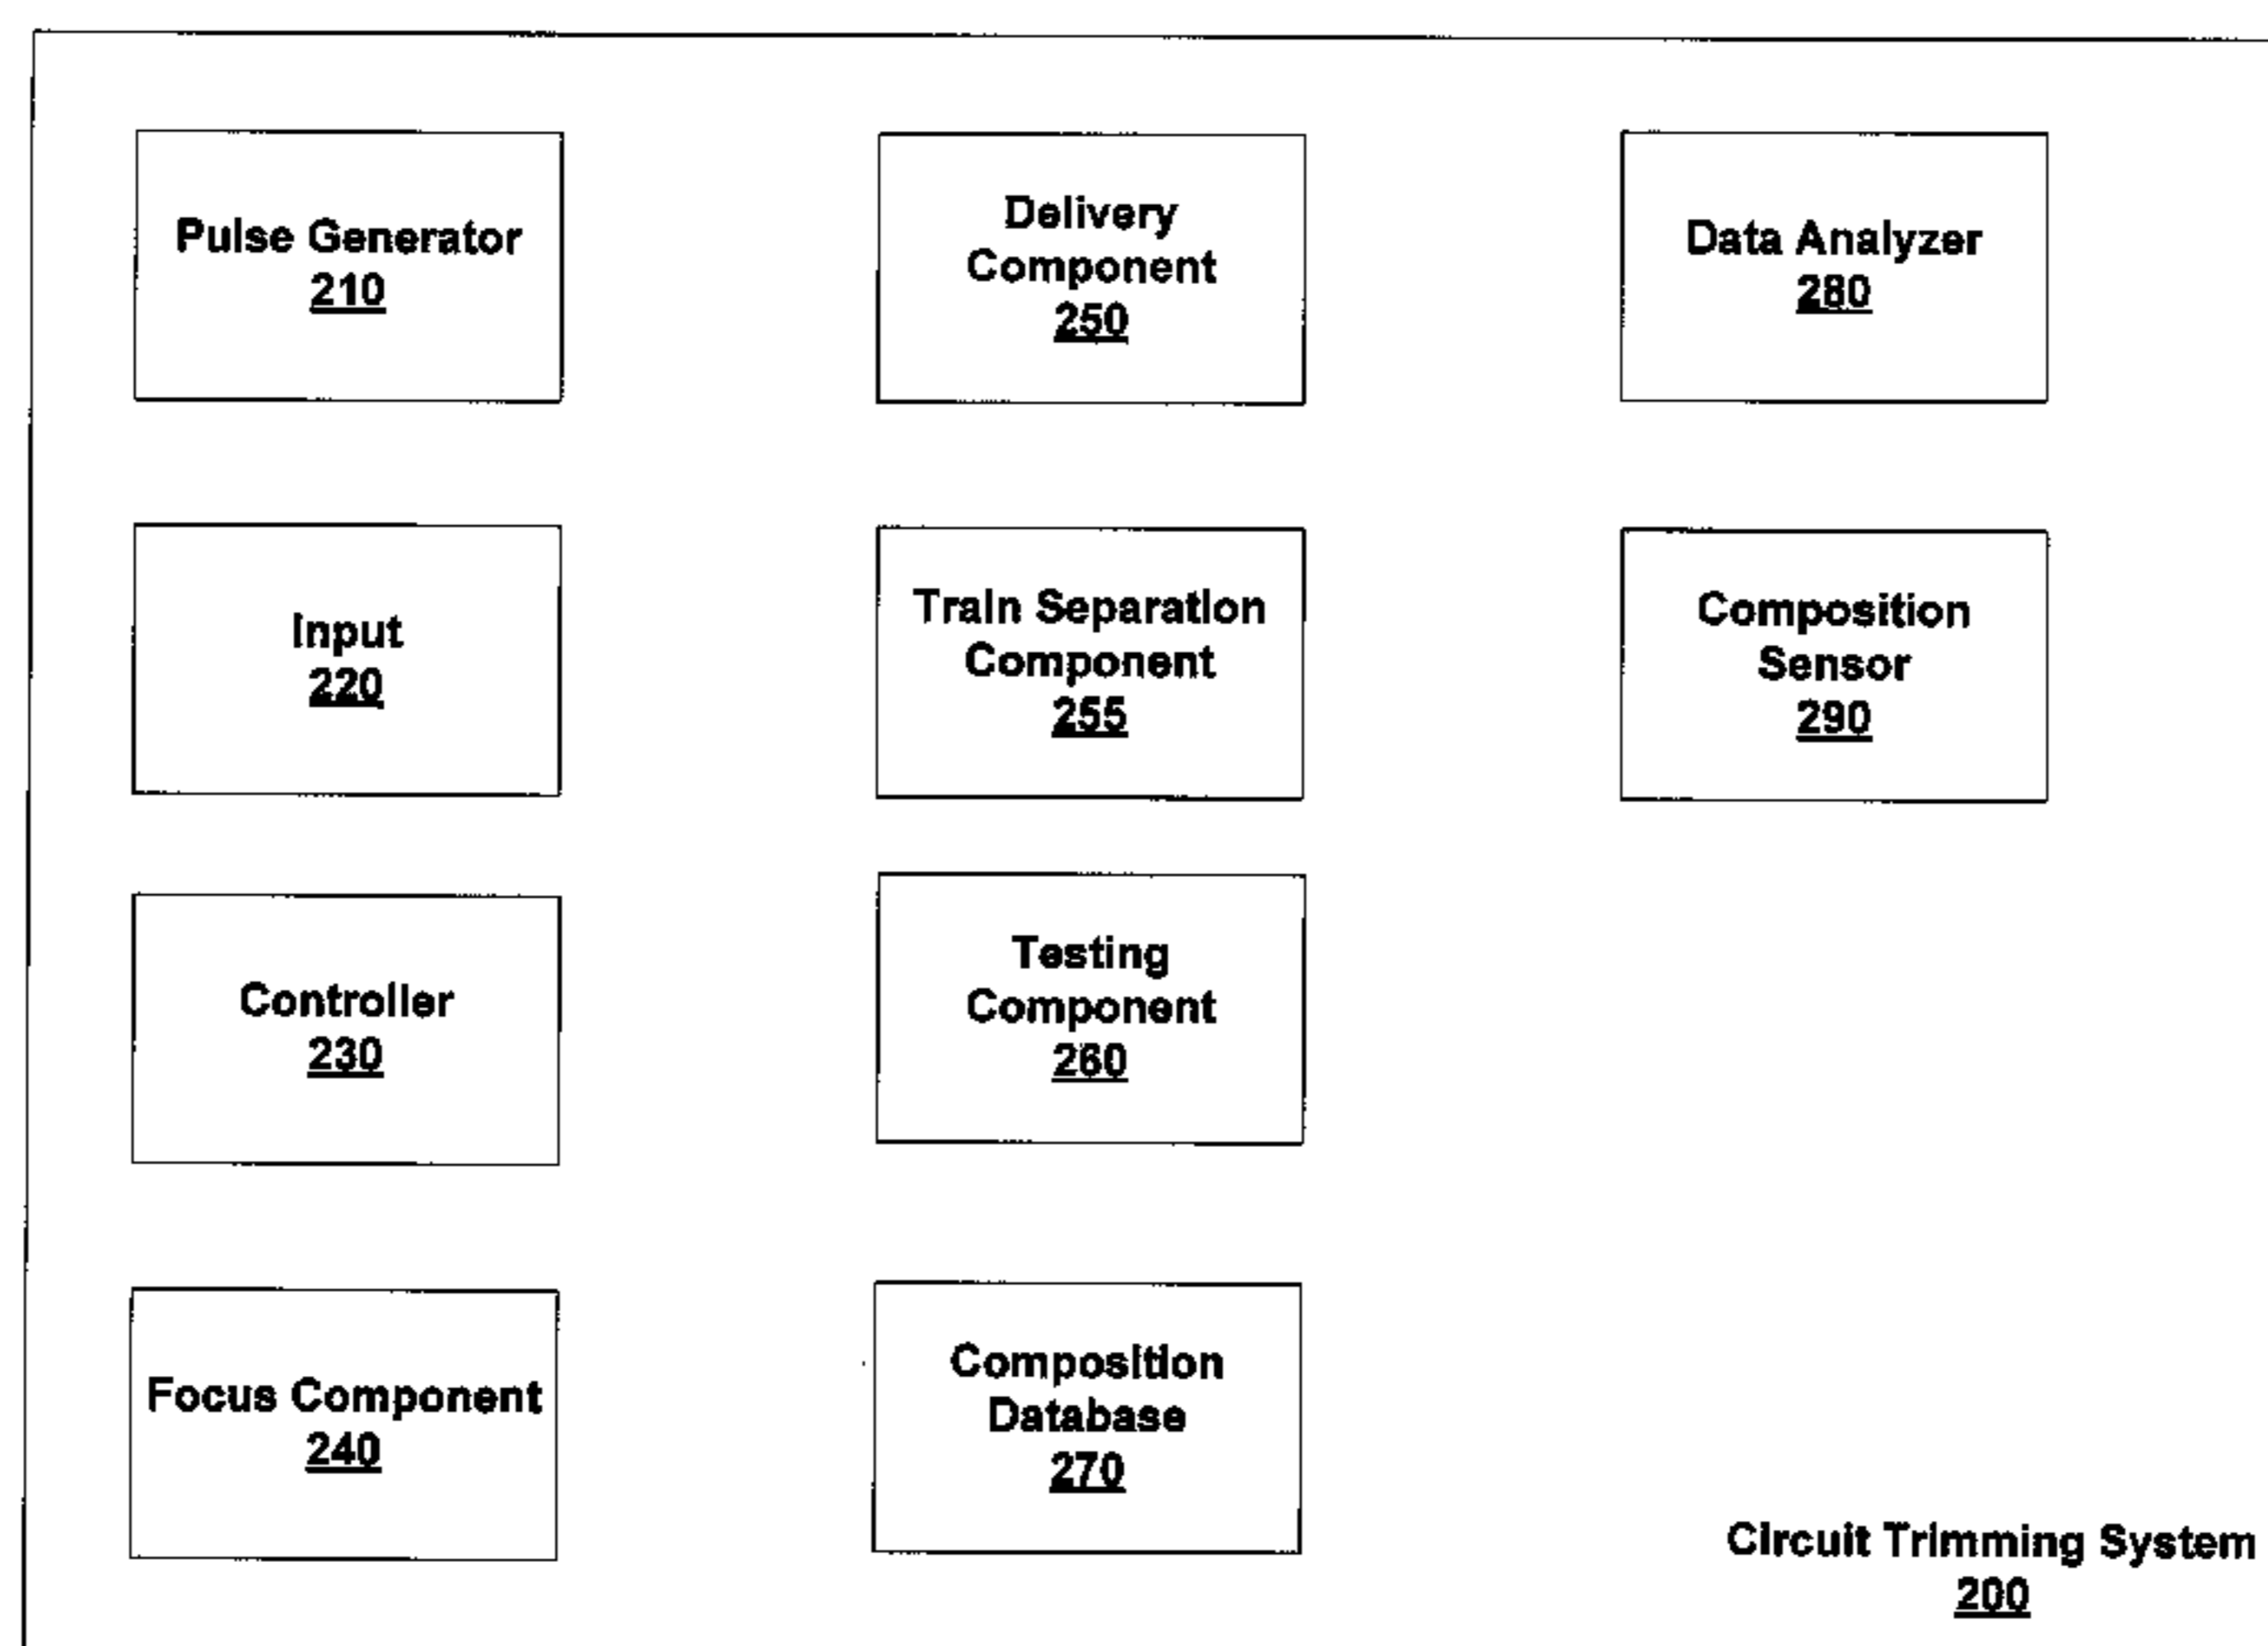 Pulse Generator
210
Delivery
Component
250
Data Analyzer
280
Input
220
Train Separation
Component
255
Composition
Sensor
290
Controller
230
Testing
Component
260
Focus Component
240
Composition
Database
270
Circuit Trimming System
200